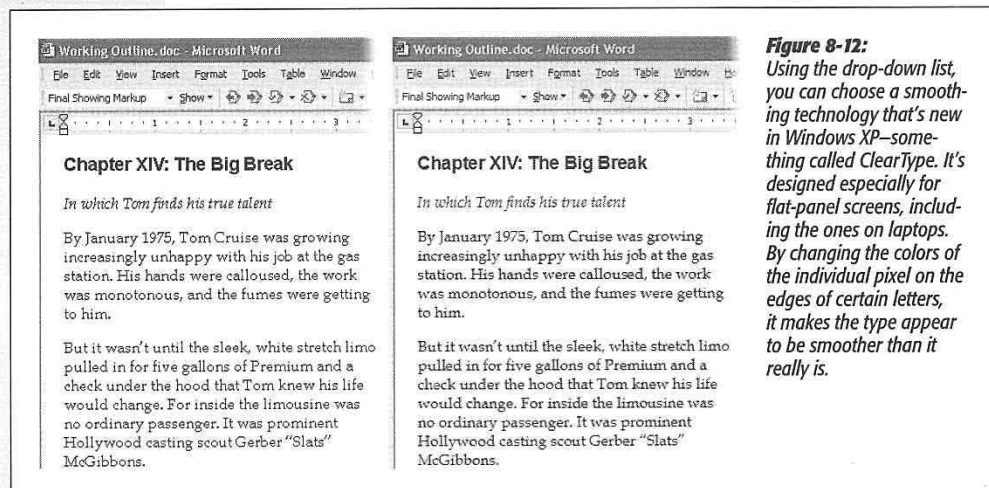 Working Outline.doc - Microsoft Word
File Edit View Insert Format Tools Table Window
Final Showing Markup Show
1 2 3
Chapter XIV: The Big Break
In which Tom finds his true talent
By January 1975, Tom Cruise was growing
increasingly unhappy with his job at the gas
station. His hands were calloused, the work
was monotonous, and the fumes were getting
to him.
But it wasn't until the sleek, white stretch limo
pulled in for five gallons of Premium and a
check under the hood that Tom knew his life
would change. For inside the limousine was
no ordinary passenger. It was prominent
Hollywood casting scout Gerber "Slats"
McGibbons.
Working Outline.doc - Microsoft Word
File Edit View Insert Format Tools Table Window
Final Showing Markup Show
1 2 3
Chapter XIV: The Big Break
In which Tom finds his true talent
By January 1975, Tom Cruise was growing
increasingly unhappy with his job at the gas
station. His hands were calloused, the work
was monotonous, and the fumes were getting
to him.
But it wasn't until the sleek, white stretch limo
pulled in for five gallons of Premium and a
check under the hood that Tom knew his life
would change. For inside the limousine was
no ordinary passenger. It was prominent
Hollywood casting scout Gerber "Slats"
McGibbons.
Figure 8-12:
Using the drop-down list,
you can choose a smooth-
ing technology that's new
in Windows XP—some-
thing called ClearType. It's
designed especially for
flat-panel screens, includ-
ing the ones on laptops.
By changing the colors of
the individual pixel on the
edges of certain letters,
it makes the type appear
to be smoother than it
really is.